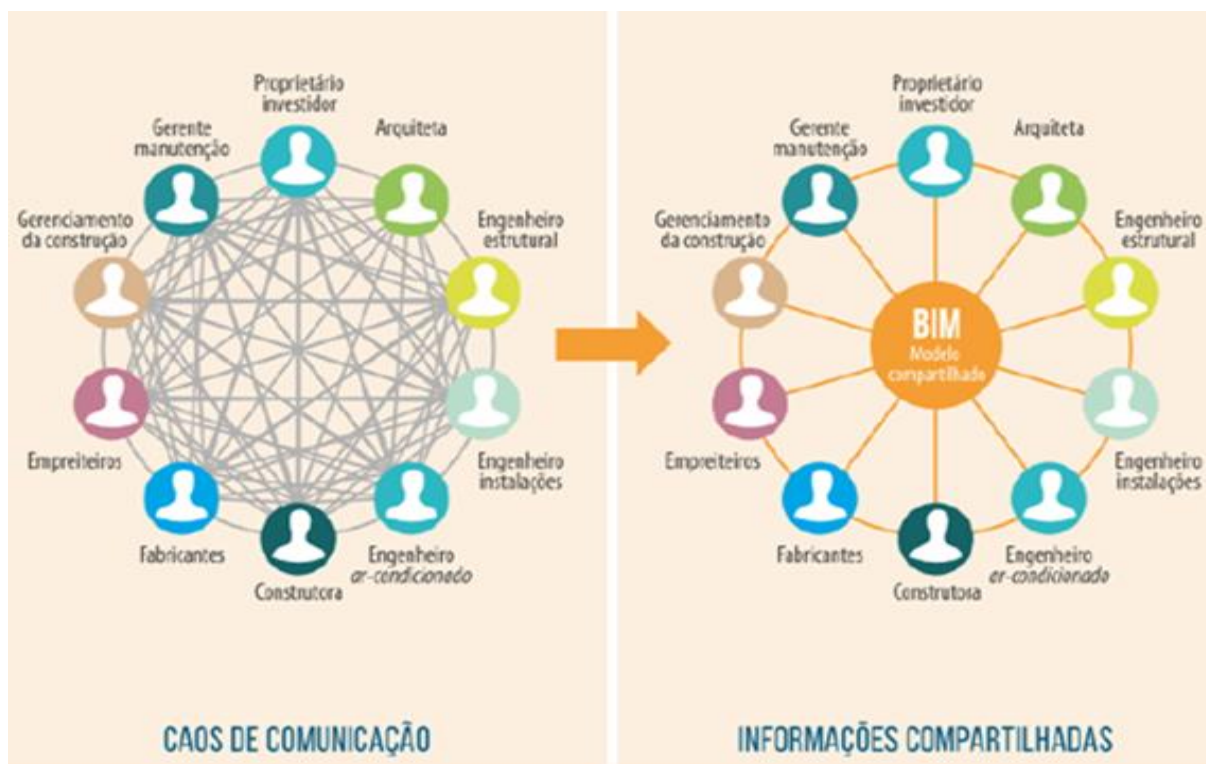 Proprietário
investidor
Gerente
manutenção
Arquiteta
Gerenciamento
da construção
Engenheiro
estrutural
Empreiteiros
Engenheiro
instalações
Fabricantes
Engenheiro
ar-condicionado
Construtora
CAOS DE COMUNICAÇÃO
Proprietário
investidor
Gerente
manutenção
Arquiteta
Gerenciamento
da construção
Engenheiro
estrutural
BIM
Modelo
compartilhado
Empreiteiros
Engenheiro
instalações
Fabricantes
Engenheiro
ar-condicionado
Construtora
INFORMAÇÕES COMPARTILHADAS